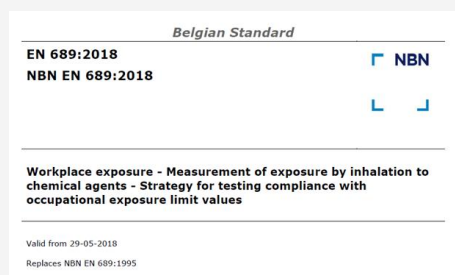 Belgian Standard
EN 689:2018
NBN EN 689:2018
NBN
Workplace exposure - Measurement of exposure by inhalation to
chemical agents - Strategy for testing compliance with
occupational exposure limit values
Valid from 29-05-2018
Replaces NBN EN 689:1995